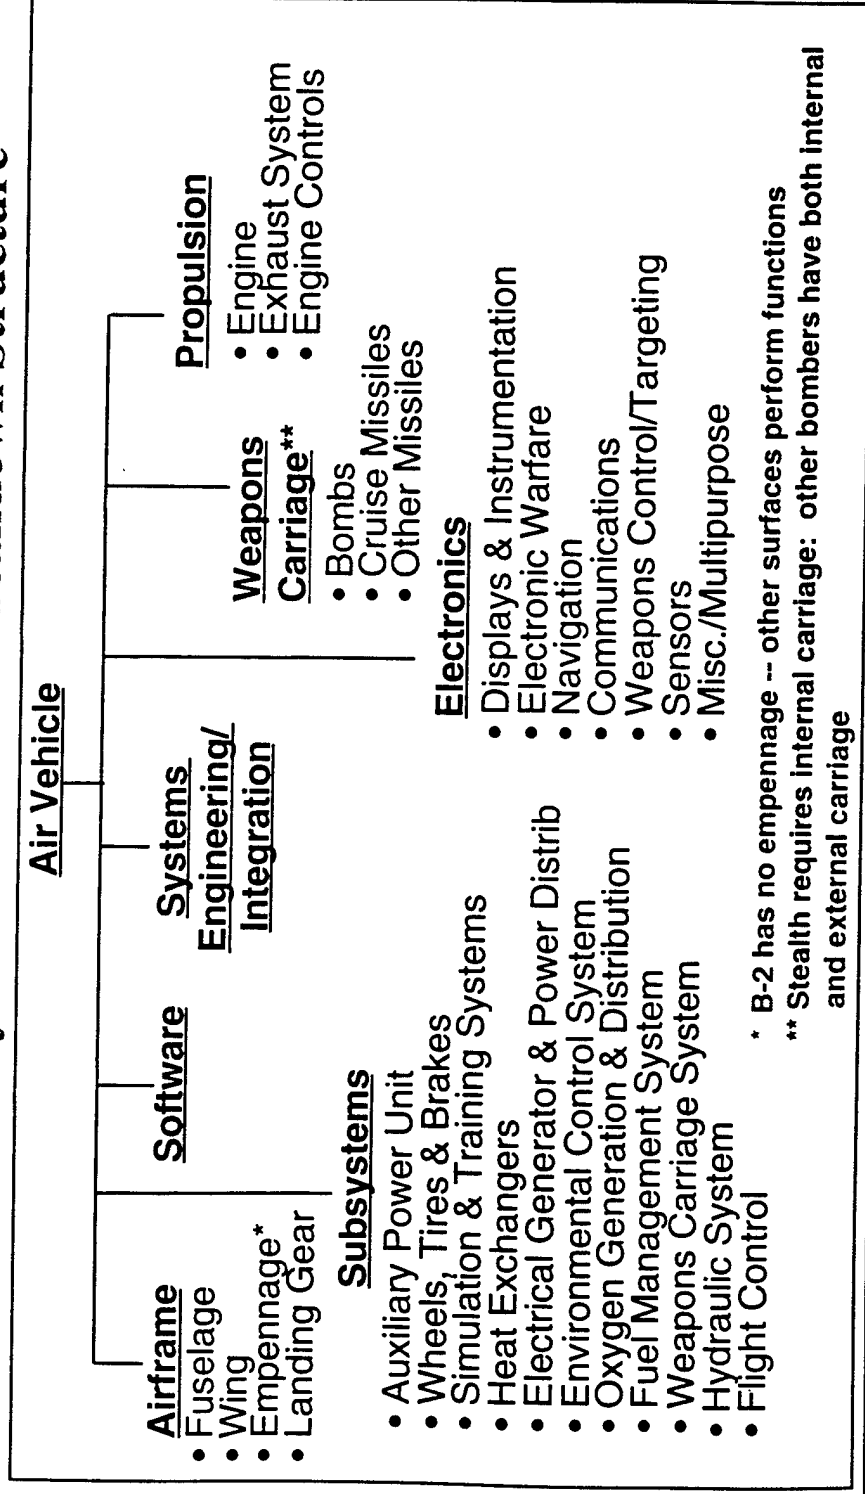 Structure
Air Vehicle
Airframe
• Fuselage
• Wing
• Empennage*
• Landing Gear
Subsystems
• Auxiliary Power Unit
• Wheels, Tires & Brakes
• Simulation & Training Systems
• Heat Exchangers
• Electrical Generator & Power Distrib
• Environmental Control System
• Oxygen Generation & Distribution
• Fuel Management System
• Weapons Carriage System
• Hydraulic System
• Flight Control
Software
Systems
Engineering/
Integration
Electronics
• Displays & Instrumentation
• Electronic Warfare
• Navigation
• Communications
• Weapons Control/Targeting
• Sensors
• Misc./Multipurpose
Weapons
Carriage**
• Bombs
• Cruise Missiles
• Other Missiles
Propulsion
• Engine
• Exhaust System
• Engine Controls
* B-2 has no empennage -- other surfaces perform functions
** Stealth requires internal carriage: other bombers have both internal
and external carriage